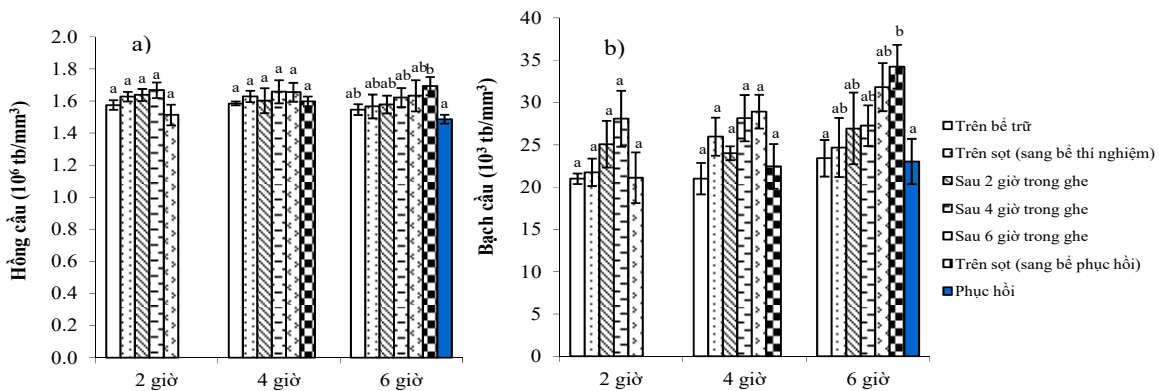 a)
Hồng cầu (10⁶ tb/mm³)
2.0
1.8
1.6
1.4
1.2
1.0
0.8
0.6
0.4
0.2
0.0
a a a a a
a a a a a a
ab ab ab ab ab b a
2 giờ 4 giờ 6 giờ
b)
Bạch cầu (10³ tb/mm³)
40
35
30
25
20
15
10
5
0
a a a a a
a a a a a a
a ab ab ab ab b a
2 giờ 4 giờ 6 giờ
Trên bể trữ
Trên sọt (sang bể thí nghiệm)
Sau 2 giờ trong ghe
Sau 4 giờ trong ghe
Sau 6 giờ trong ghe
Trên sọt (sang bể phục hồi)
Phục hồi